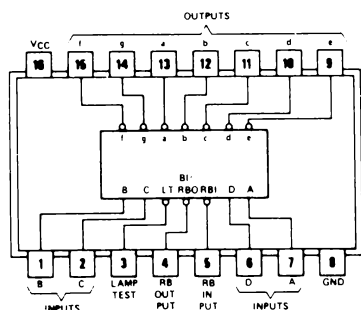 OUTPUTS
VCC f g a b c d e
16 15 14 13 12 11 10 9
f g a b c d e
BI/
B C LT RBO RBI D A
1 2 3 4 5 6 7 8
B C LAMP TEST RB OUT PUT RB IN PUT D A GND
INPUTS INPUTS